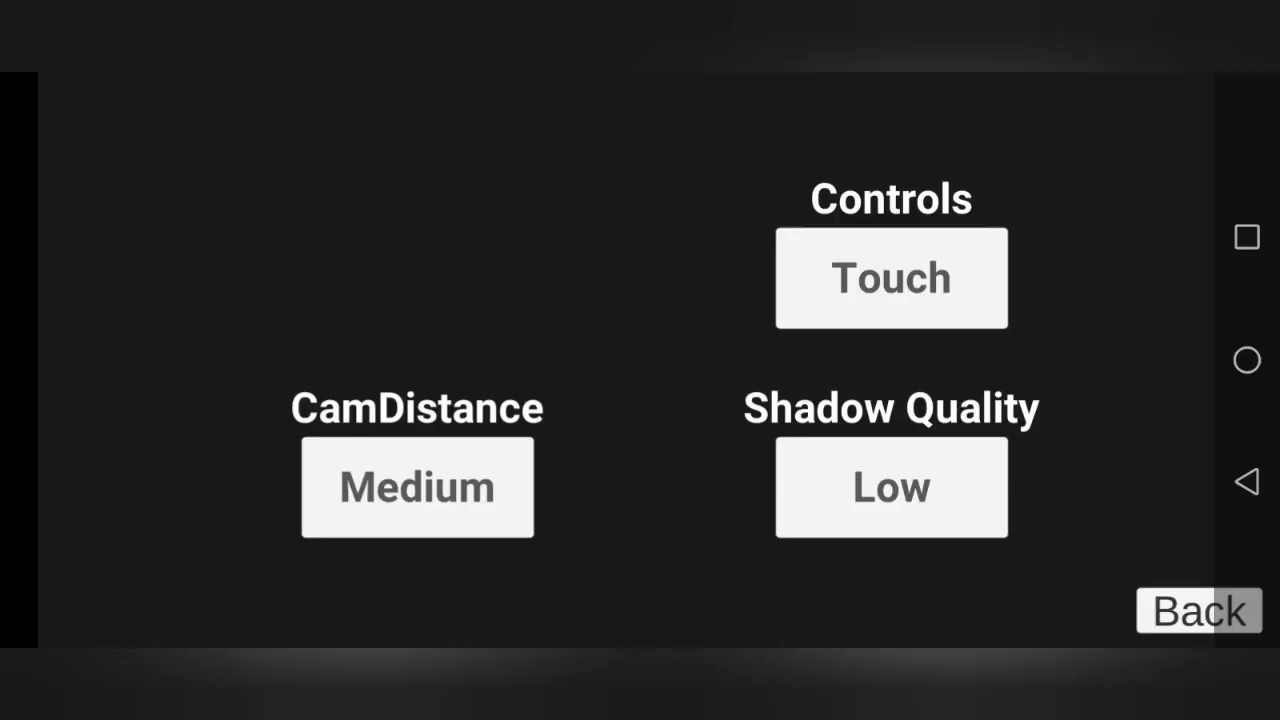 Controls
Touch
CamDistance
Shadow Quality
Medium
Low
Back